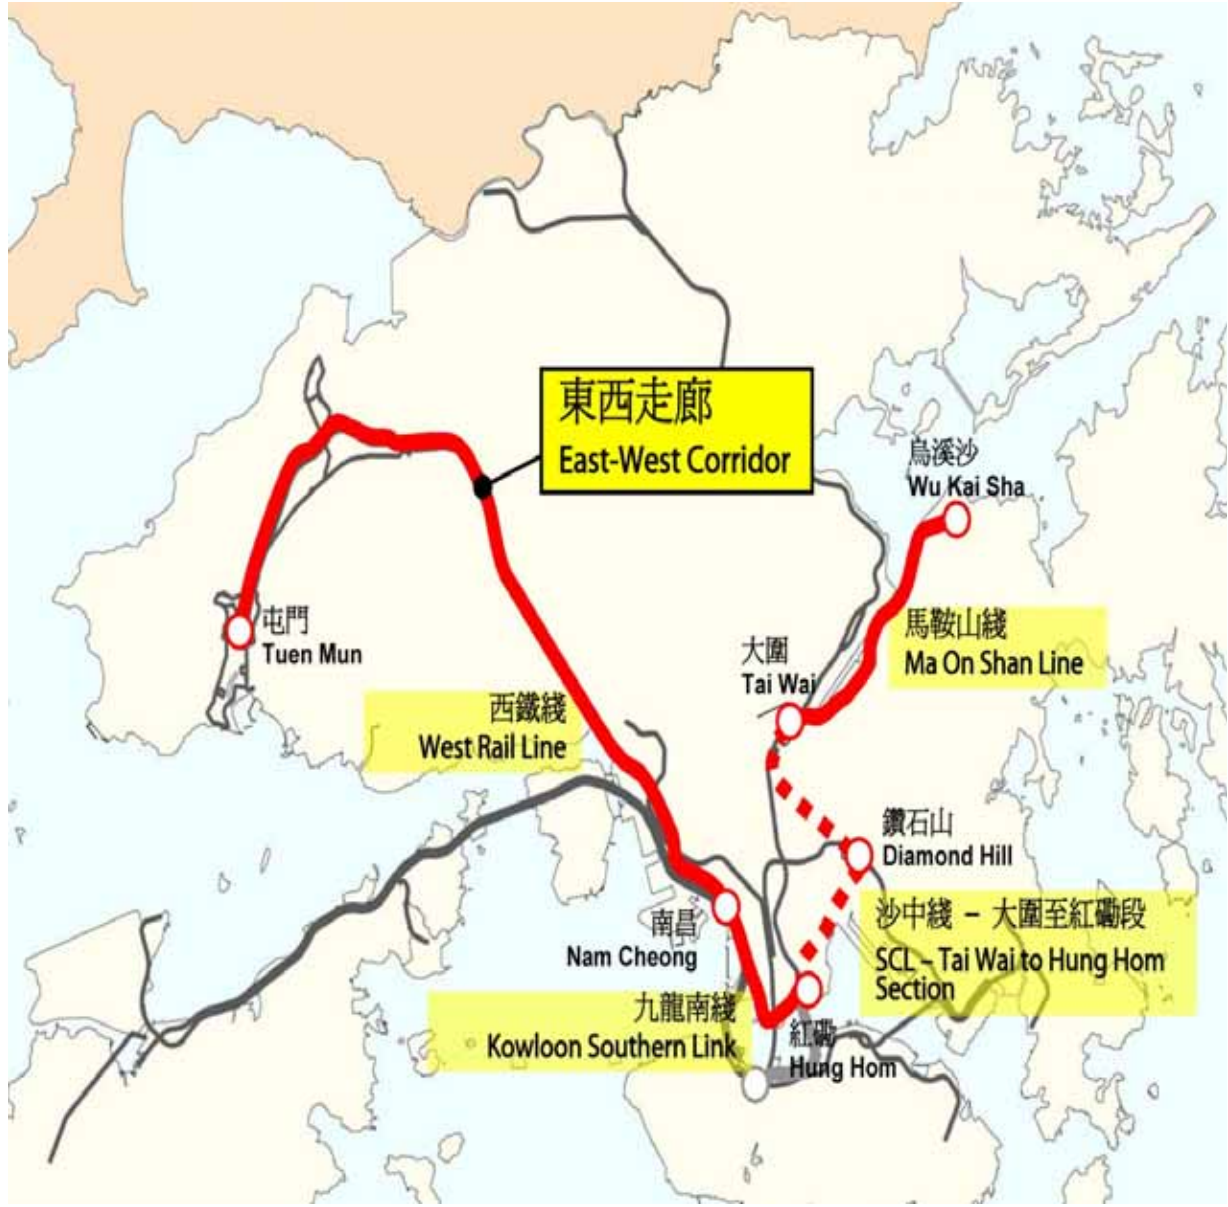 東西走廊
East-West Corridor
烏溪沙
Wu Kai Sha
屯門
Tuen Mun
馬鞍山綫
Ma On Shan Line
大圍
Tai Wai
西鐵綫
West Rail Line
鑽石山
Diamond Hill
南昌
Nam Cheong
沙中綫 – 大圍至紅磡段
SCL – Tai Wai to Hung Hom
Section
九龍南綫
Kowloon Southern Link
紅磡
Hung Hom